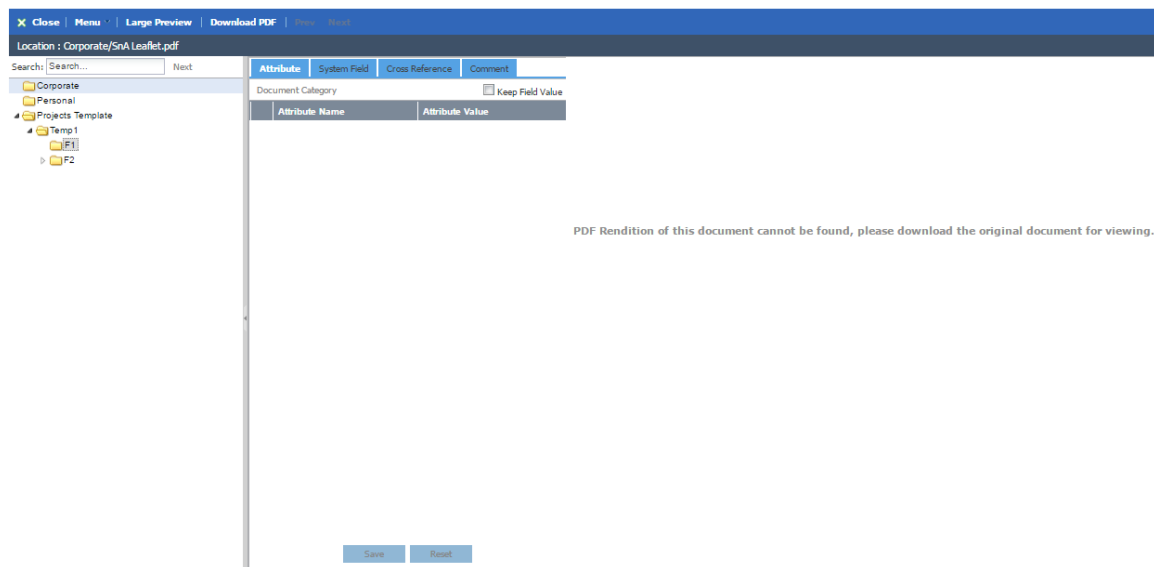 X Close | Menu | Large Preview | Download PDF | Prev Next
Location : Corporate/SnA Leaflet.pdf
Search: Search... Next
Corporate
Personal
Projects Template
Temp1
F1
F2
Attribute System Field Cross Reference Comment
Document Category Keep Field Value
Attribute Name Attribute Value
PDF Rendition of this document cannot be found, please download the original document for viewing.
Save Reset